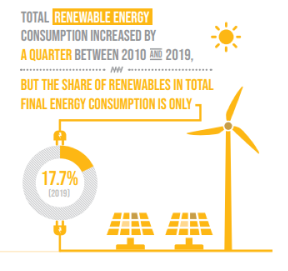 TOTAL RENEWABLE ENERGY
CONSUMPTION INCREASED BY
A QUARTER BETWEEN 2010 AND 2019,
BUT THE SHARE OF RENEWABLES IN TOTAL
FINAL ENERGY CONSUMPTION IS ONLY
17.7%
(2019)